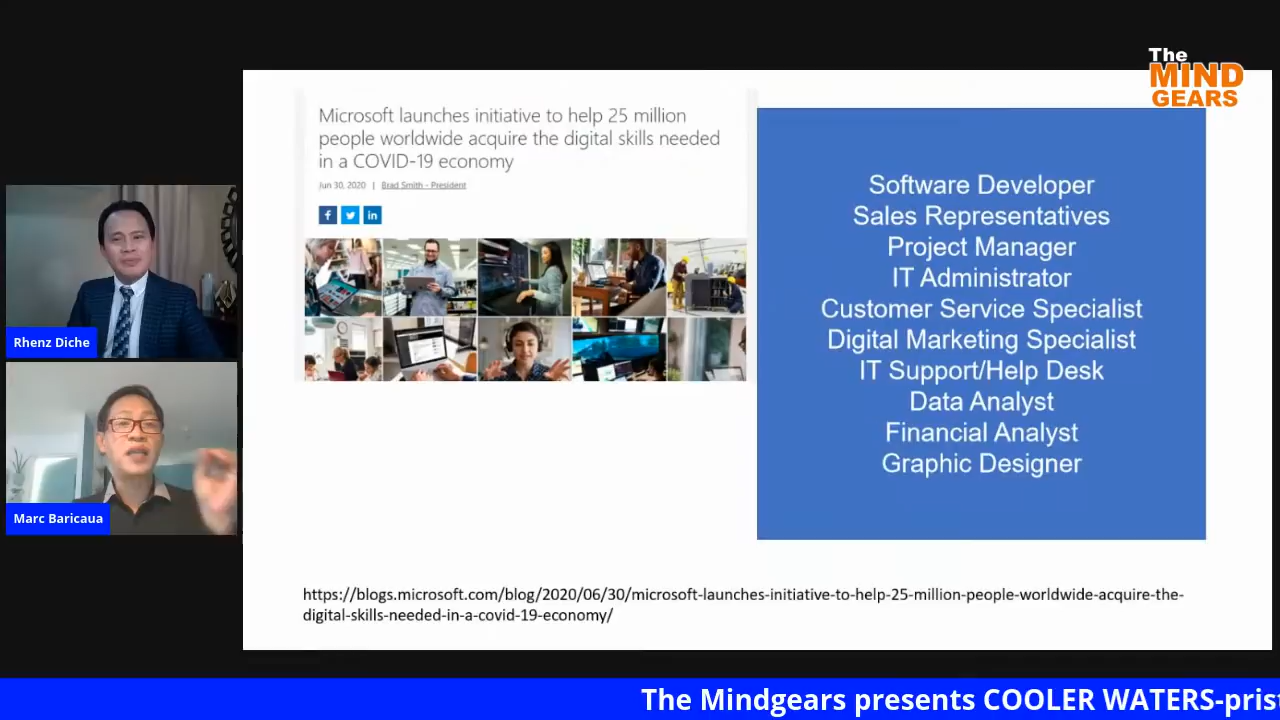 The
MIND
GEARS
Microsoft launches initiative to help 25 million
people worldwide acquire the digital skills needed
in a COVID-19 economy
Jun 30, 2020 | Brad Smith - President
f
in
Software Developer
Sales Representatives
Project Manager
IT Administrator
Customer Service Specialist
Digital Marketing Specialist
IT Support/Help Desk
Data Analyst
Financial Analyst
Graphic Designer
Rhenz Diche
Marc Baricaua
https://blogs.microsoft.com/blog/2020/06/30/microsoft-launches-initiative-to-help-25-million-people-worldwide-acquire-the-
digital-skills-needed-in-a-covid-19-economy/
The Mindgears presents COOLER WATERS-prist